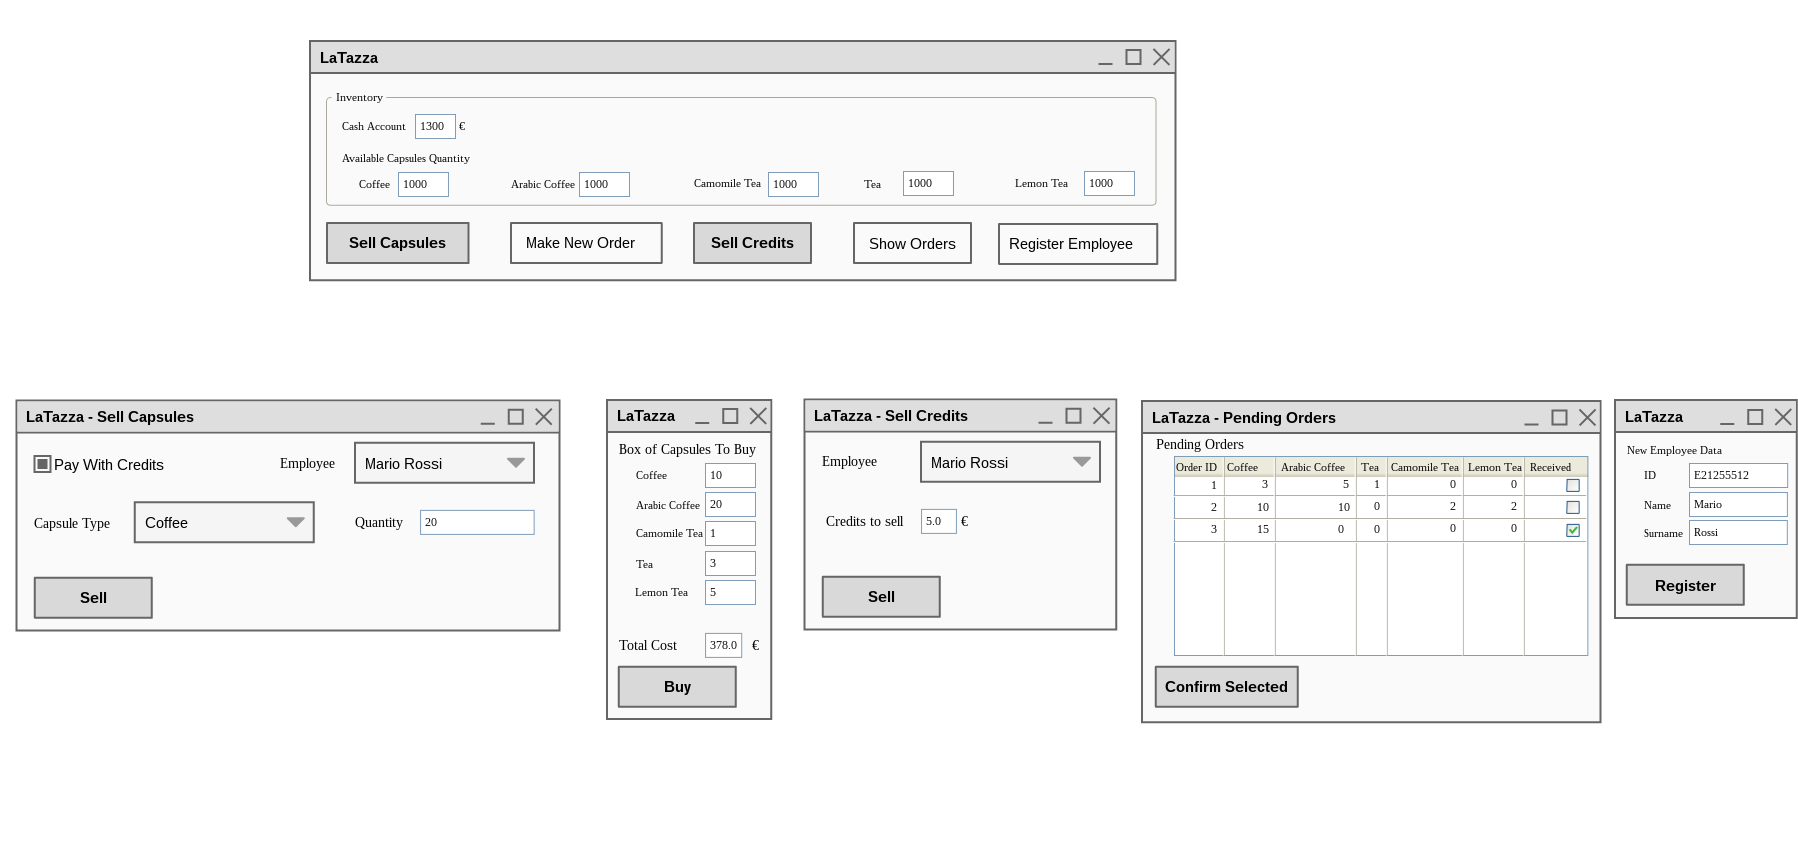 LaTazza
Inventory
Cash Account 1300 €
Available Capsules Quantity
Coffee 1000 Arabic Coffee 1000 Camomile Tea 1000 Tea 1000 Lemon Tea 1000
Sell Capsules Make New Order Sell Credits Show Orders Register Employee
LaTazza - Sell Capsules
Pay With Credits Employee Mario Rossi
Capsule Type Coffee Quantity 20
Sell
LaTazza
Box of Capsules To Buy
Coffee 10
Arabic Coffee 20
Camomile Tea 1
Tea 3
Lemon Tea 5
Total Cost 378.0 €
Buy
LaTazza - Sell Credits
Employee Mario Rossi
Credits to sell 5.0 €
Sell
LaTazza - Pending Orders
Pending Orders
Order ID Coffee Arabic Coffee Tea Camomile Tea Lemon Tea Received
1 3 5 1 0 0
2 10 10 0 2 2
3 15 0 0 0 0
Confirm Selected
LaTazza
New Employee Data
ID E21255512
Name Mario
Surname Rossi
Register